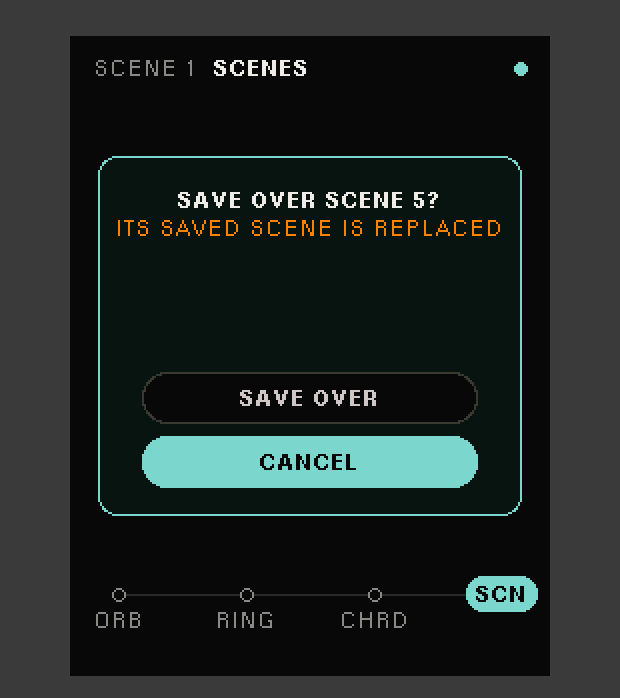 SCENE 1 SCENES
SAVE OVER SCENE 5?
ITS SAVED SCENE IS REPLACED
SAVE OVER
CANCEL
SCN
ORB RING CHRD